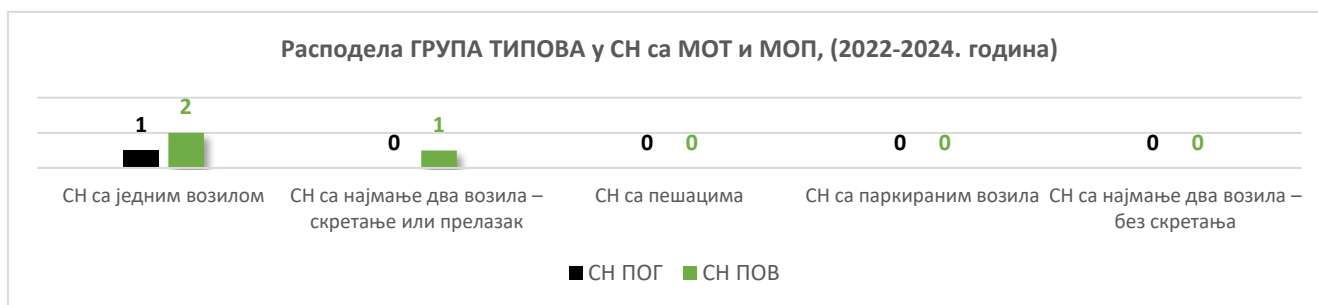 Расподела ГРУПА ТИПОВА у СН са МОТ и МОП, (2022-2024. година)
1 2 0 1 0 0 0 0 0 0
СН са једним возилом
СН са најмање два возила –
скретање или прелазак
СН са пешацима
СН са паркираним возила
СН са најмање два возила –
без скретања
СН ПОГ СН ПОВ